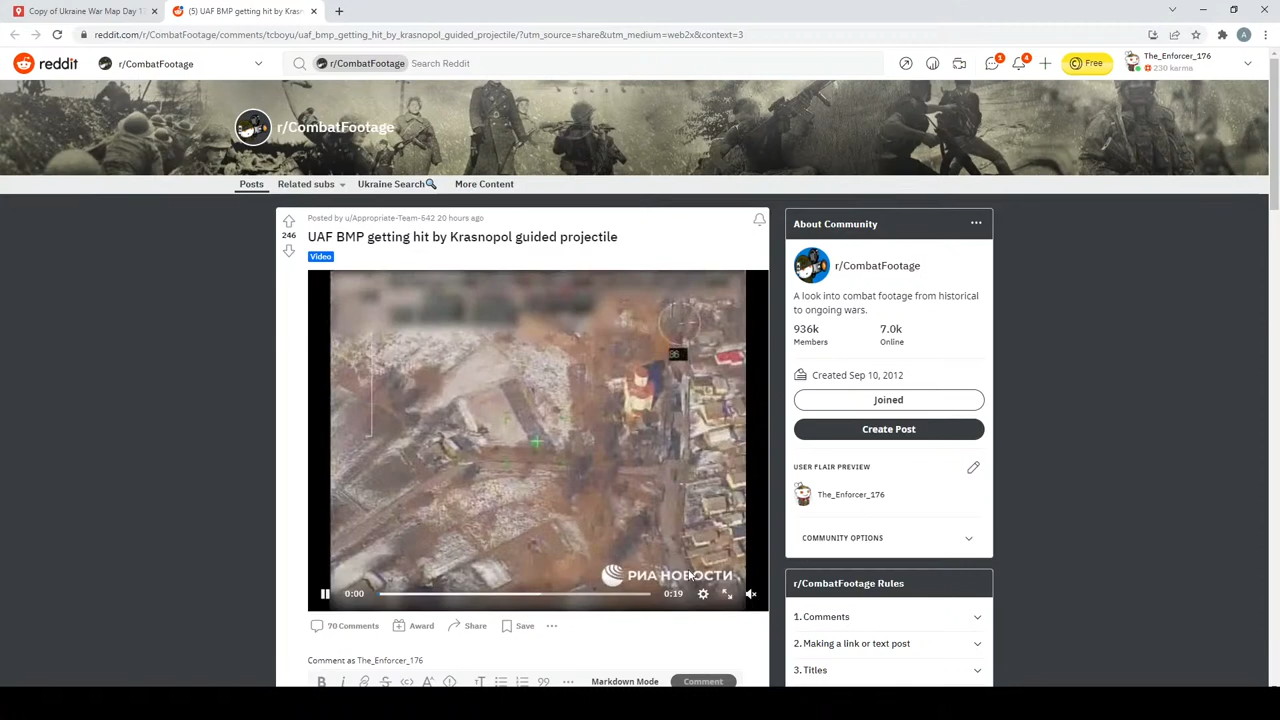 Copy of Ukraine War Map Day 1
(5) UAF BMP getting hit by Krasn
reddit.com/r/CombatFootage/comments/tcboyu/uaf_bmp_getting_hit_by_krasnopol_guided_projectile/?utm_source=share&utm_medium=web2x&context=3
A
reddit
r/CombatFootage
r/CombatFootage
Search Reddit
1
4
Free
The_Enforcer_176
230 karma
r/CombatFootage
Posts
Related subs
Ukraine Search
More Content
Posted by u/Appropriate-Team-642 20 hours ago
246
UAF BMP getting hit by Krasnopol guided projectile
Video
36
РИА НОВОСТИ
0:00
0:19
70 Comments
Award
Share
Save
Comment as The_Enforcer_176
Markdown Mode
Comment
About Community
r/CombatFootage
A look into combat footage from historical
to ongoing wars.
936k
7.0k
Members
Online
Created Sep 10, 2012
Joined
Create Post
USER FLAIR PREVIEW
The_Enforcer_176
COMMUNITY OPTIONS
r/CombatFootage Rules
1. Comments
2. Making a link or text post
3. Titles